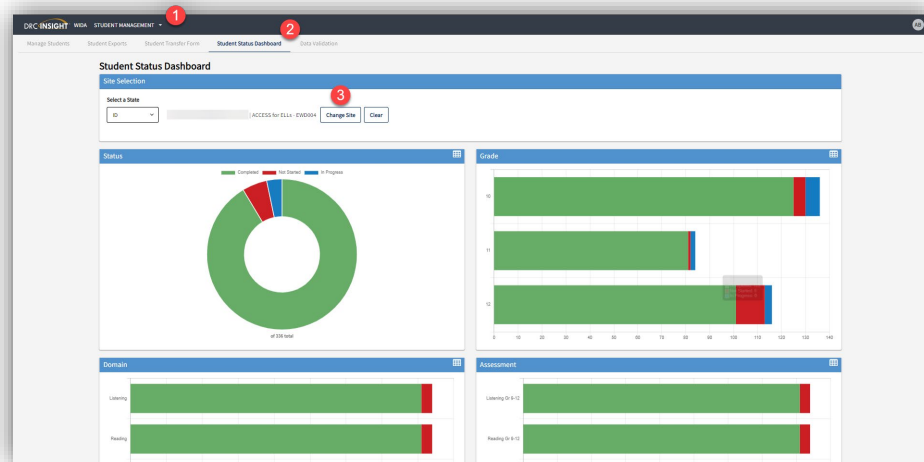 1
DRC INSIGHT WIDA STUDENT MANAGEMENT AB
2
Manage Students Student Exports Student Transfer Form Student Status Dashboard Data Validation
Student Status Dashboard
Site Selection
Select a State
3
ID | ACCESS for ELLs - EWD004 Change Site Clear
Status
Completed Not Started In Progress
of 336 total
Grade
10
11
12
0 10 20 30 40 50 60 70 80 90 100 110 120 130 140
Domain
Listening
Reading
Assessment
Listening Gr 9-12
Reading Gr 9-12